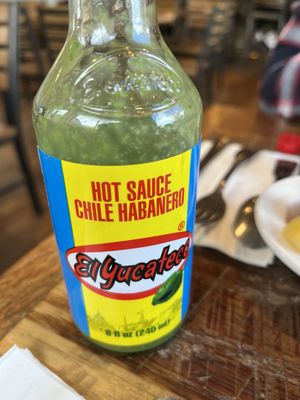 HOT SAUCE
CHILE HABANERO
®
El Yucateco
8 fl oz (240 ml)